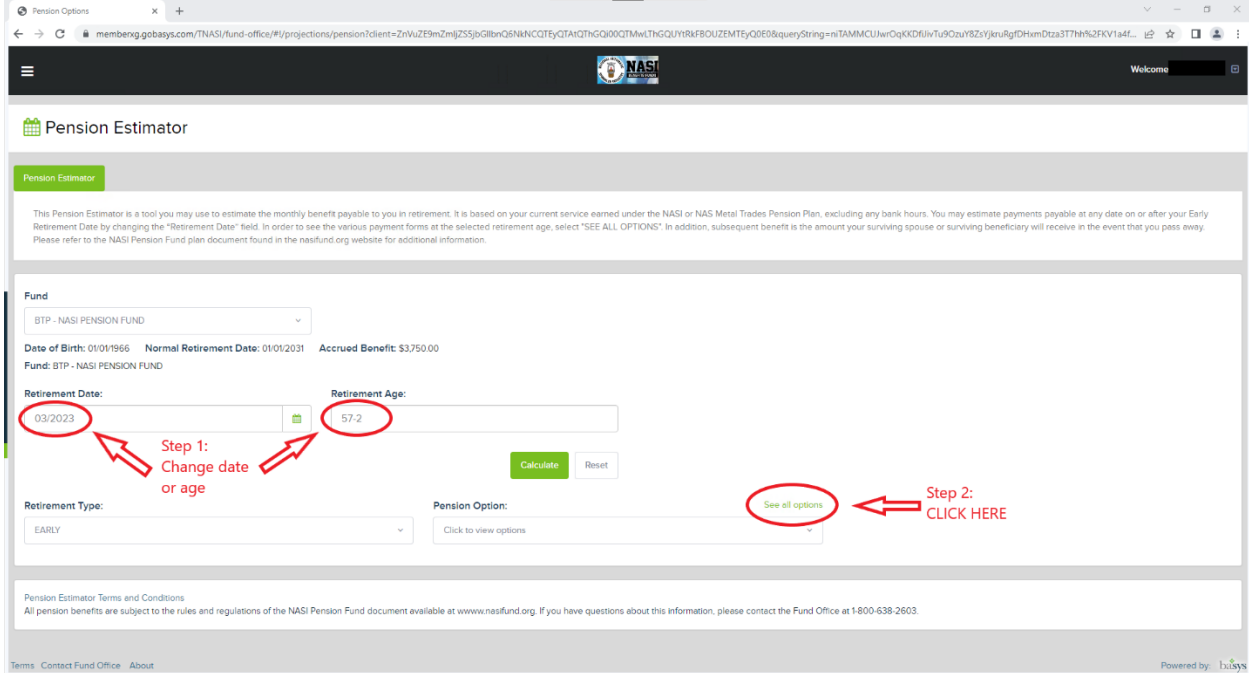 Pension Options
memberxg.gobasys.com/TNASI/fund-office/#!/projections/pension?client=
NASI
Welcome
Pension Estimator
Pension Estimator
This Pension Estimator is a tool you may use to estimate the monthly benefit payable to you in retirement. It is based on your current service earned under the NASI or NAS Metal Trades Pension Plan, excluding any bank hours. You may estimate payments payable at any date on or after your Early
Retirement Date by changing the "Retirement Date" field. In order to see the various payment forms at the selected retirement age, select "SEE ALL OPTIONS". In addition, subsequent benefit is the amount your surviving spouse or surviving beneficiary will receive in the event that you pass away.
Please refer to the NASI Pension Fund plan document found in the nasifund.org website for additional information.
Fund
BTP - NASI PENSION FUND
Date of Birth: 01/01/1966 Normal Retirement Date: 01/01/2031 Accrued Benefit: $3,750.00
Fund: BTP - NASI PENSION FUND
Retirement Date: Retirement Age:
03/2023 57-2
Step 1:
Change date
or age
Calculate Reset
Retirement Type: Pension Option: See all options
Step 2:
CLICK HERE
EARLY Click to view options
Pension Estimator Terms and Conditions
All pension benefits are subject to the rules and regulations of the NASI Pension Fund document available at wwww.nasifund.org. If you have questions about this information, please contact the Fund Office at 1-800-638-2603.
Terms Contact Fund Office About Powered by: basys